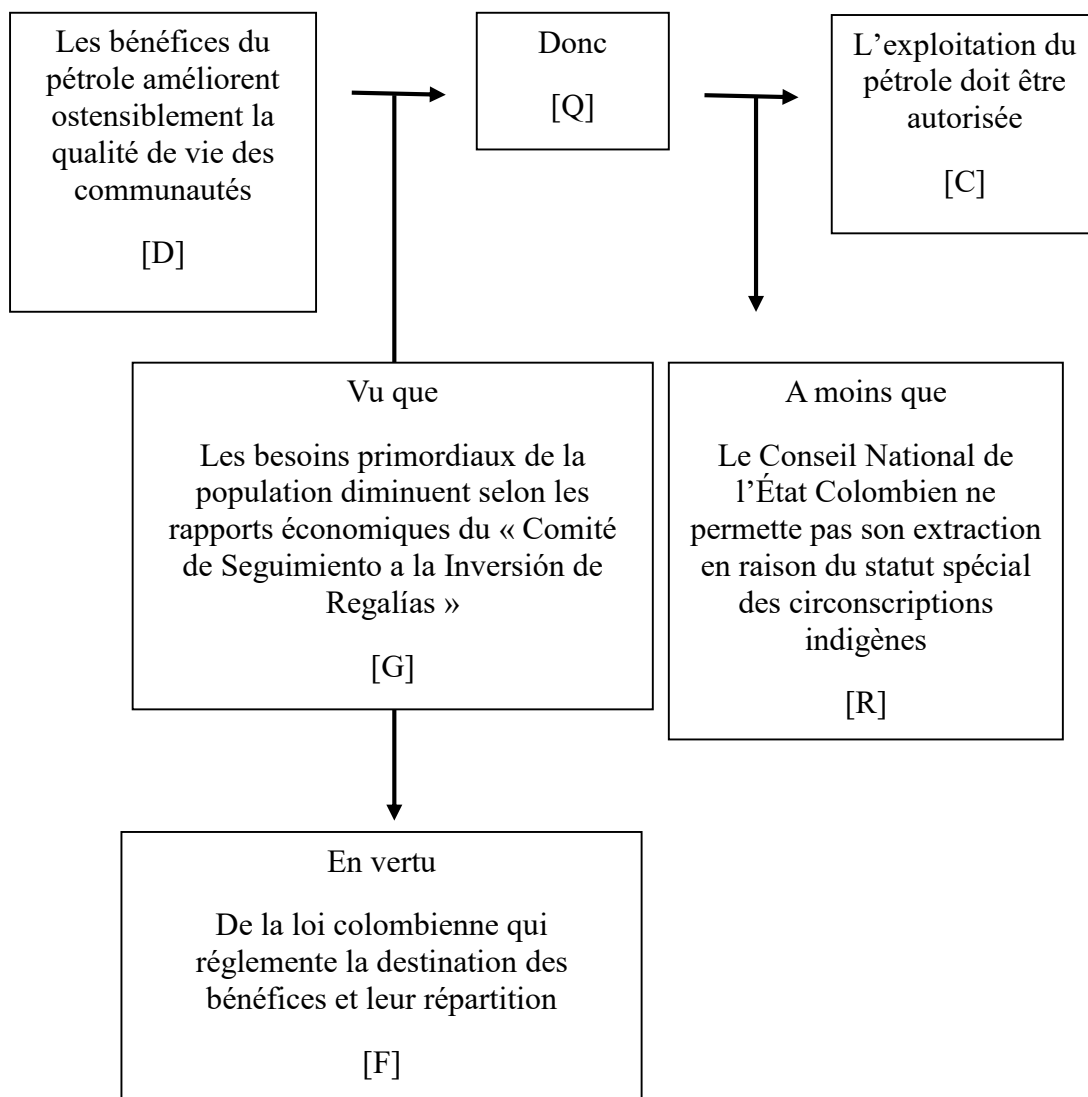 Les bénéfices du
pétrole améliorent
ostensiblement la
qualité de vie des
communautés
[D]
Donc
[Q]
L’exploitation du
pétrole doit être
autorisée
[C]
Vu que
Les besoins primordiaux de la
population diminuent selon les
rapports économiques du « Comité
de Seguimiento a la Inversión de
Regalías »
[G]
A moins que
Le Conseil National de
l’État Colombien ne
permette pas son extraction
en raison du statut spécial
des circonscriptions
indigènes
[R]
En vertu
De la loi colombienne qui
réglemente la destination des
bénéfices et leur répartition
[F]